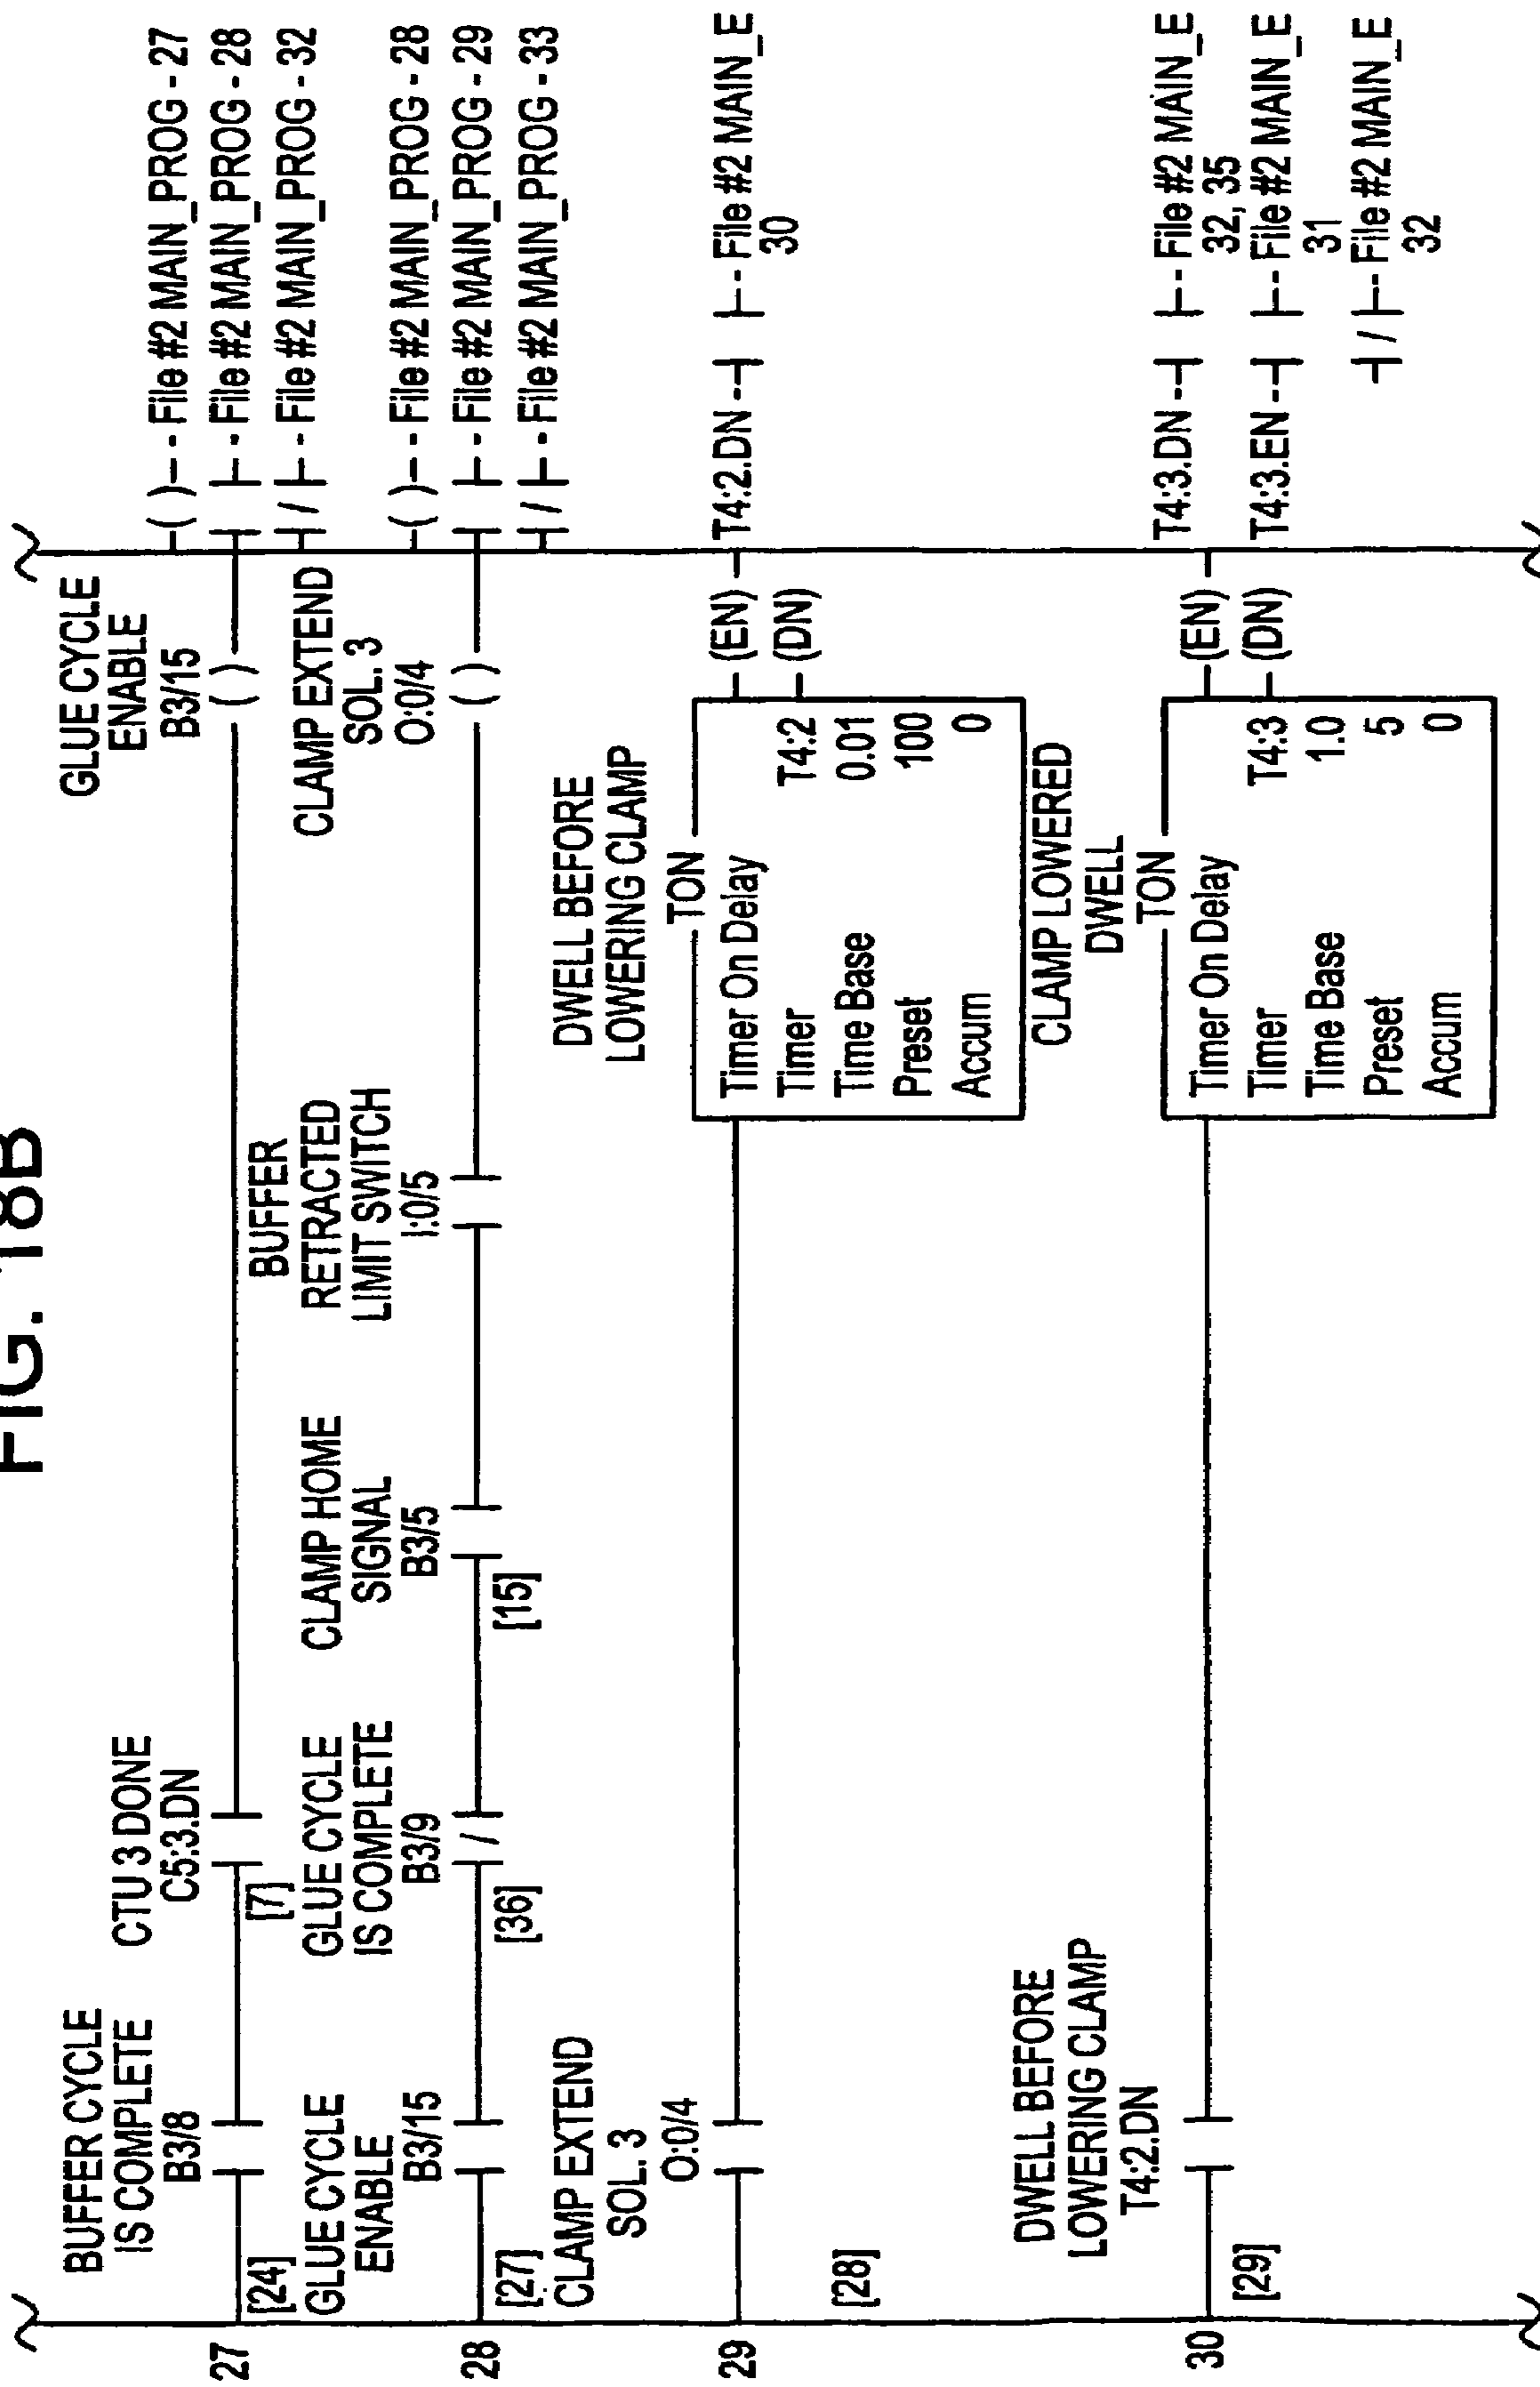 FIG. 18B
27
BUFFER CYCLE
IS COMPLETE
B3/8
[24]
CTU 3 DONE
C5:3.DN
[7]
GLUE CYCLE
ENABLE
B3/15
( )
( ) - - File #2 MAIN_PROG - 27
- File #2 MAIN_PROG - 28
/ - File #2 MAIN_PROG - 32
28
GLUE CYCLE
ENABLE
B3/15
[27]
GLUE CYCLE
IS COMPLETE
B3/9
/
[36]
CLAMP HOME
SIGNAL
B3/5
[15]
BUFFER
RETRACTED
LIMIT SWITCH
I:0/5
CLAMP EXTEND
SOL. 3
O:0/4
( )
( ) - - File #2 MAIN_PROG - 28
- File #2 MAIN_PROG - 29
/ - File #2 MAIN_PROG - 33
29
CLAMP EXTEND
SOL. 3
O:0/4
[28]
DWELL BEFORE
LOWERING CLAMP
TON
Timer On Delay
Timer T4:2
Time Base 0.01
Preset 100
Accum 0
(EN)
(DN)
T4:2.DN - - File #2 MAIN_E
30
30
DWELL BEFORE
LOWERING CLAMP
T4:2.DN
[29]
CLAMP LOWERED
DWELL
TON
Timer On Delay
Timer T4:3
Time Base 1.0
Preset 5
Accum 0
(EN)
(DN)
T4:3.DN - - File #2 MAIN_E
32, 35
T4:3.EN - - File #2 MAIN_E
31
/ - - File #2 MAIN_E
32